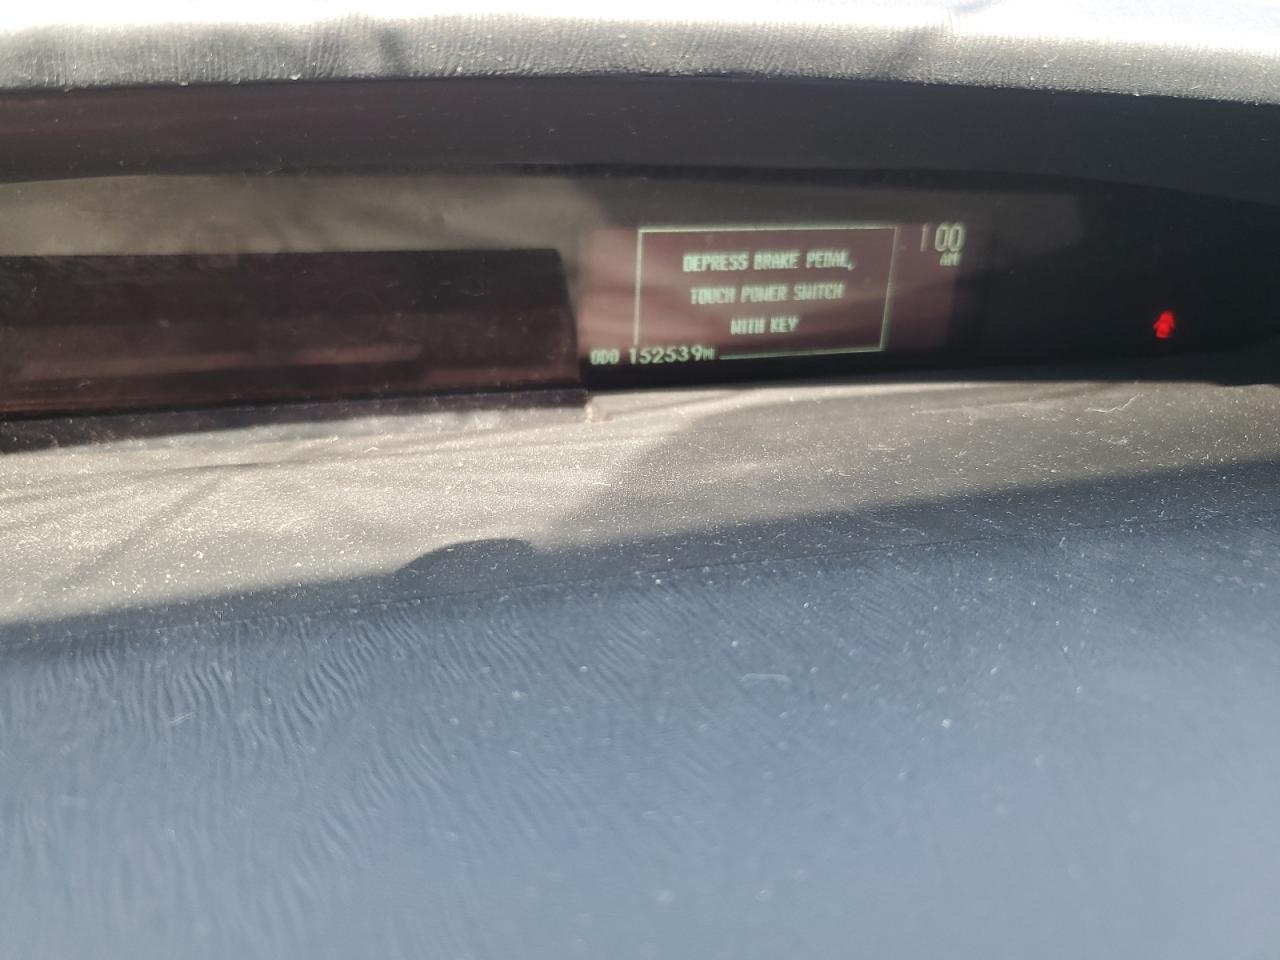 DEPRESS BRAKE PEDAL,
TOUCH POWER SWITCH
WITH KEY
1 00
AM
ODO 152539MI